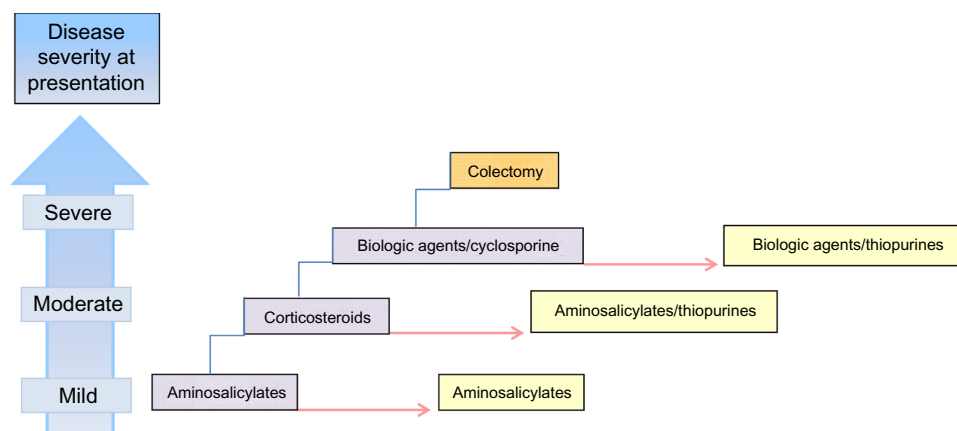 Disease
severity at
presentation
Colectomy
Severe
Biologic agents/cyclosporine
Biologic agents/thiopurines
Moderate
Corticosteroids
Aminosalicylates/thiopurines
Mild
Aminosalicylates
Aminosalicylates